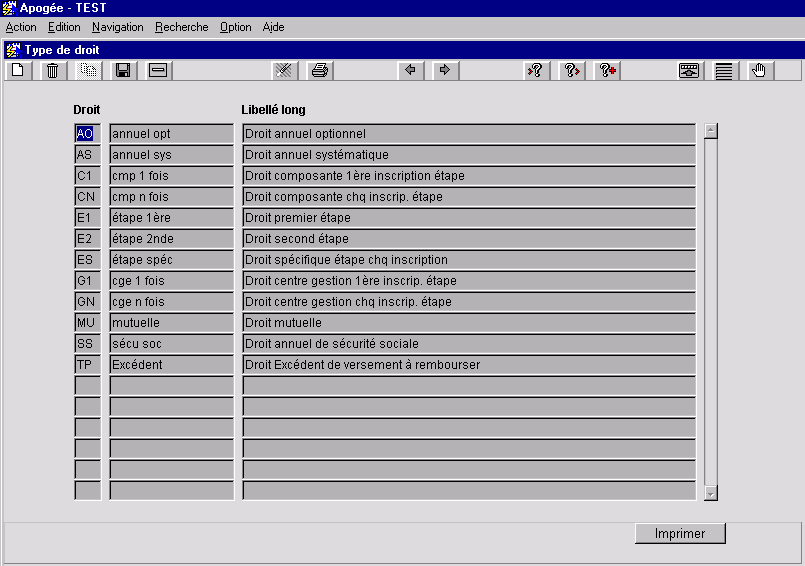 Apogée - TEST
Action Edition Navigation Recherche Option Aide
Type de droit
Droit Libellé long
AO annuel opt Droit annuel optionnel
AS annuel sys Droit annuel systématique
C1 cmp 1 fois Droit composante 1ère inscription étape
CN cmp n fois Droit composante chq inscrip. étape
E1 étape 1ère Droit premier étape
E2 étape 2nde Droit second étape
ES étape spéc Droit spécifique étape chq inscription
G1 cge 1 fois Droit centre gestion 1ère inscrip. étape
GN cge n fois Droit centre gestion chq inscrip. étape
MU mutuelle Droit mutuelle
SS sécu soc Droit annuel de sécurité sociale
TP Excédent Droit Excédent de versement à rembourser
Imprimer